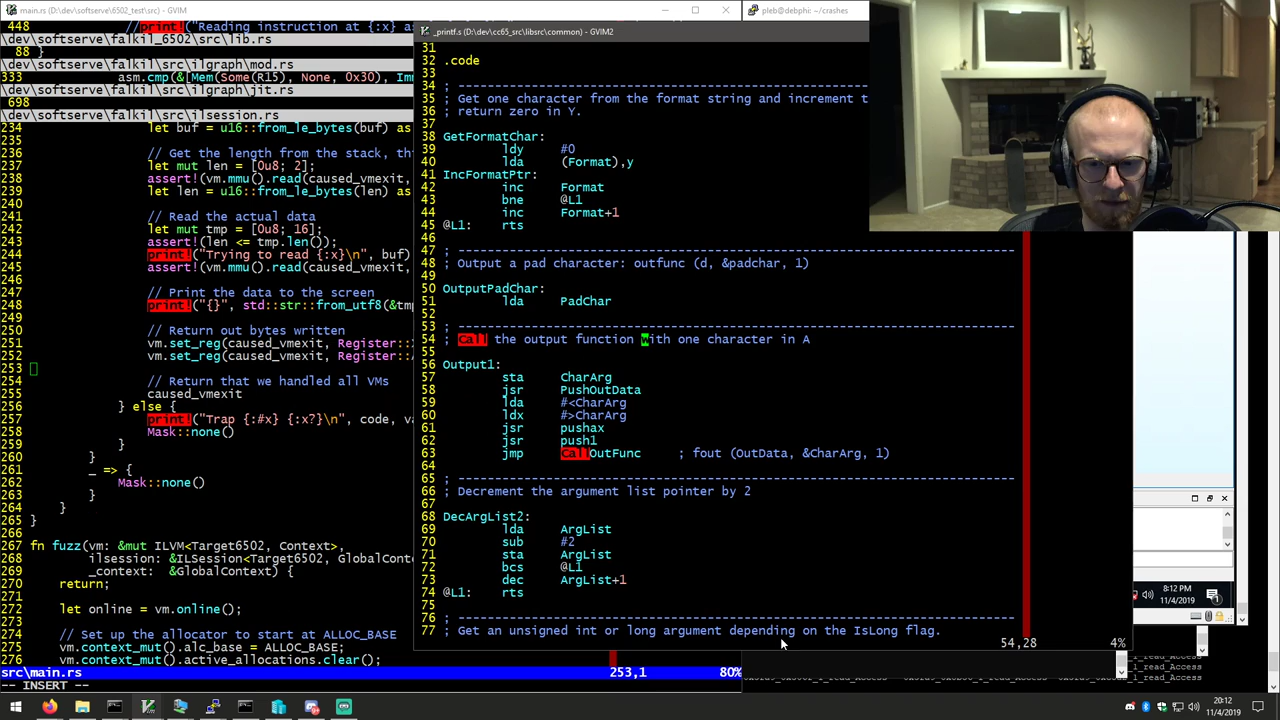 main.rs (D:\dev\softserve\6502_test\src) - GVIM
448 //print!("Reading instruction at {:x} as
\dev\softserve\falkil_6502\src\lib.rs
88 }
\dev\softserve\falkil\src\ilgraph\mod.rs
333 asm.cmp(&[Mem(Some(R15), None, 0x30), Imm
\dev\softserve\falkil\src\ilgraph\jit.rs
698
\dev\softserve\falkil\src\ilsession.rs
234 let buf = u16::from_le_bytes(buf) as
235
236 // Get the length from the stack, th
237 let mut len = [0u8; 2];
238 assert!(vm.mmu().read(caused_vmexit,
239 let len = u16::from_le_bytes(len) as
240
241 // Read the actual data
242 let mut tmp = [0u8; 16];
243 assert!(len <= tmp.len());
244 print!("Trying to read {:x}\n", buf)
245 assert!(vm.mmu().read(caused_vmexit,
246
247 // Print the data to the screen
248 print!("{}", std::str::from_utf8(&tmp
249
250 // Return out bytes written
251 vm.set_reg(caused_vmexit, Register::
252 vm.set_reg(caused_vmexit, Register::
253
254 // Return that we handled all VMs
255 caused_vmexit
256 } else {
257 print!("Trap {:#x} {:x?}\n", code, va
258 Mask::none()
259 }
260 }
261 _ => {
262 Mask::none()
263 }
264 }
265 }
266
267 fn fuzz(vm: &mut ILVM<Target6502, Context>,
268 ilsession: &ILSession<Target6502, GlobalContex
269 _context: &GlobalContext) {
270 return;
271
272 let online = vm.online();
273
274 // Set up the allocator to start at ALLOC_BASE
275 vm.context_mut().alc_base = ALLOC_BASE;
276 vm.context_mut().active_allocations.clear();
src\main.rs 253,1 80%
-- INSERT --
pleb@debphi: ~/crashes
_printf.s (D:\dev\cc65\libsrc\common) - GVIM2
31
32 .code
33
34 ; ----------------------------------------------------------------------------
35 ; Get one character from the format string and increment t
36 ; return zero in Y.
37
38 GetFormatChar:
39 ldy #0
40 lda (Format),y
41 IncFormatPtr:
42 inc Format
43 bne @L1
44 inc Format+1
45 @L1: rts
46
47 ; ----------------------------------------------------------------------------
48 ; Output a pad character: outfunc (d, &padchar, 1)
49
50 OutputPadChar:
51 lda PadChar
52
53 ; ----------------------------------------------------------------------------
54 ; Call the output function with one character in A
55
56 Output1:
57 sta CharArg
58 jsr PushOutData
59 lda #<CharArg
60 ldx #>CharArg
61 jsr pushax
62 jsr push1
63 jmp CallOutFunc ; fout (OutData, &CharArg, 1)
64
65 ; ----------------------------------------------------------------------------
66 ; Decrement the argument list pointer by 2
67
68 DecArgList2:
69 lda ArgList
70 sub #2
71 sta ArgList
72 bcs @L1
73 dec ArgList+1
74 @L1: rts
75
76 ; ----------------------------------------------------------------------------
77 ; Get an unsigned int or long argument depending on the IsLong flag.
54,28 4%
8:12 PM
11/4/2019
20:12
11/4/2019